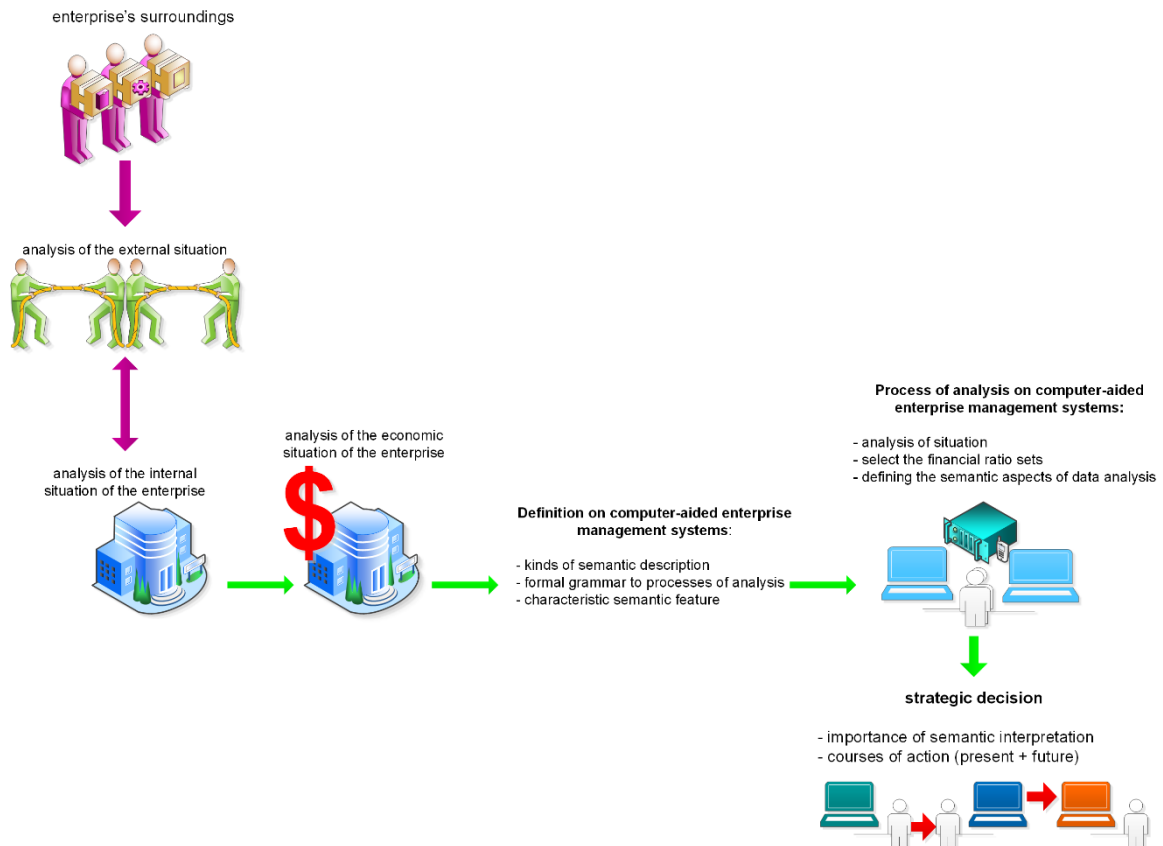 enterprise's surroundings
analysis of the external situation
analysis of the internal
situation of the enterprise
analysis of the economic
situation of the enterprise
$
Definition on computer-aided enterprise
management systems:
- kinds of semantic description
- formal grammar to processes of analysis
- characteristic semantic feature
Process of analysis on computer-aided
enterprise management systems:
- analysis of situation
- select the financial ratio sets
- defining the semantic aspects of data analysis
strategic decision
- importance of semantic interpretation
- courses of action (present + future)